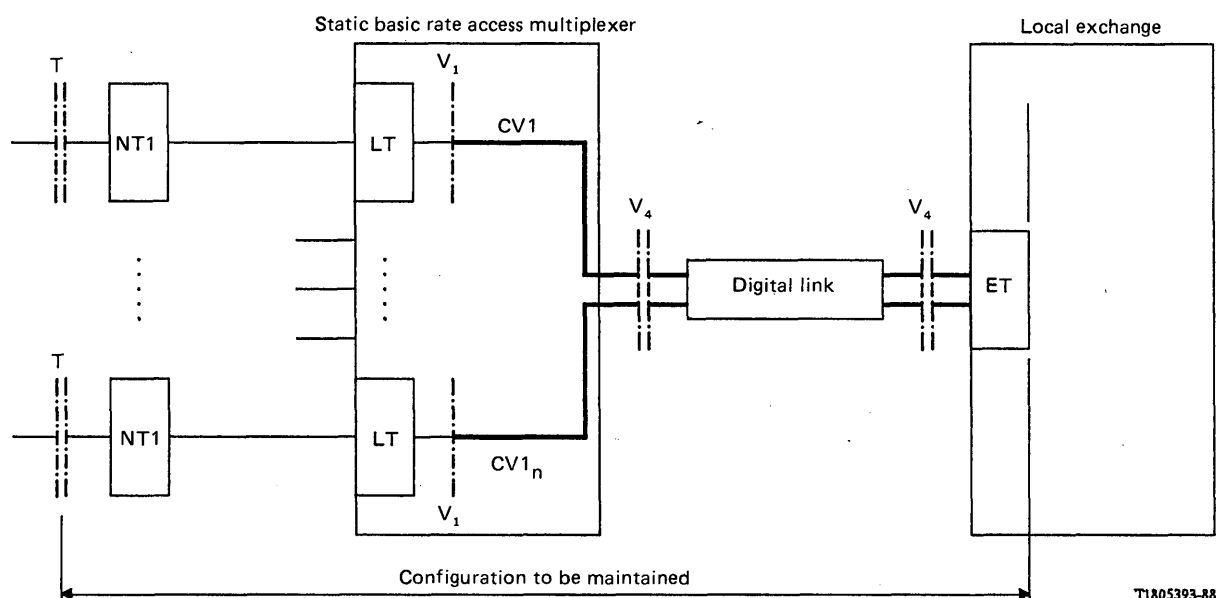 Static basic rate access multiplexer
Local exchange
T
V₁
NT1
LT
CV1
V₄
V₄
Digital link
ET
T
NT1
LT
CV1ₙ
V₁
Configuration to be maintained
T1805393-88